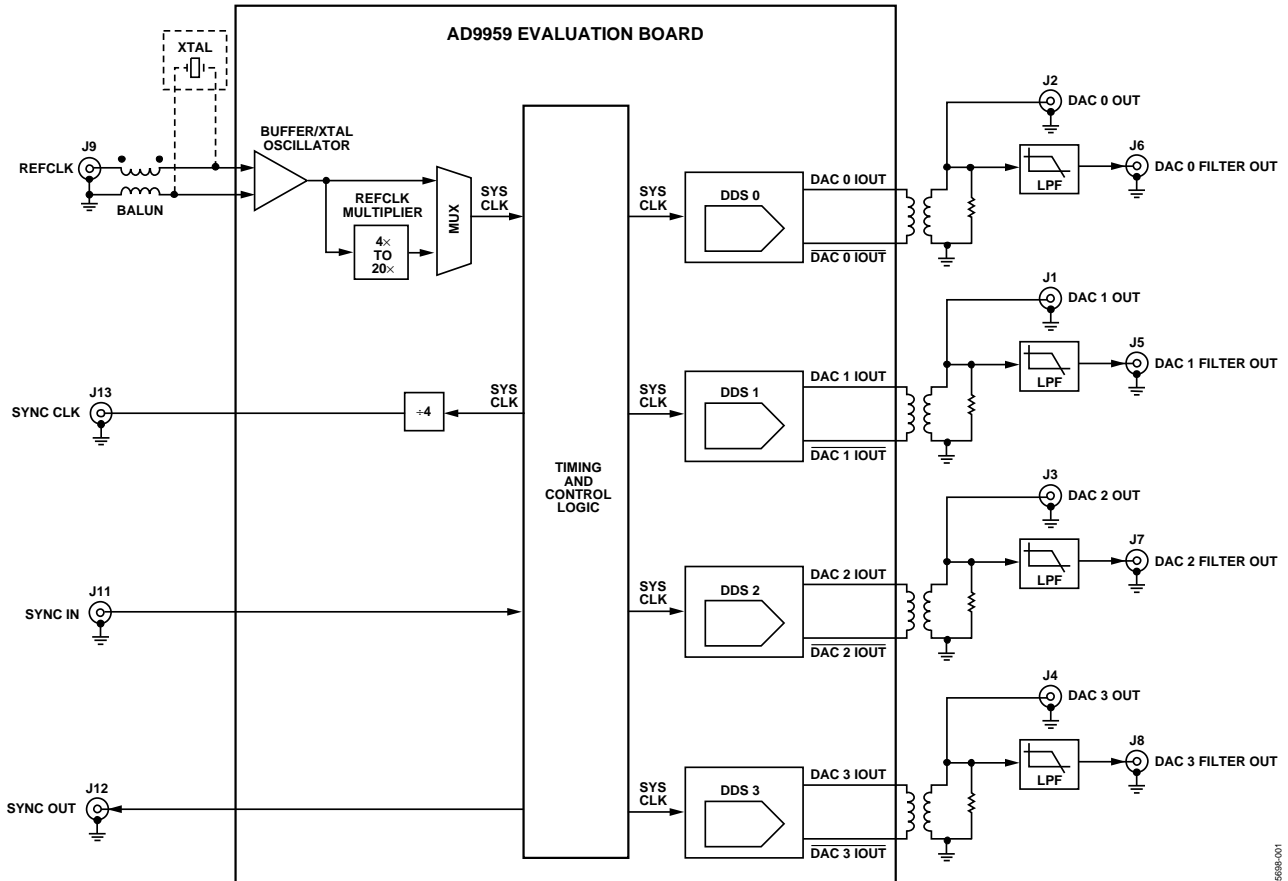 AD9959 EVALUATION BOARD
XTAL
J9
REFCLK
BALUN
BUFFER/XTAL
OSCILLATOR
REFCLK
MULTIPLIER
4×
TO
20×
MUX
SYS
CLK
TIMING
AND
CONTROL
LOGIC
J13
SYNC CLK
÷4
SYS
CLK
J11
SYNC IN
J12
SYNC OUT
SYS
CLK
DDS 0
DAC 0 IOUT
DAC 0 IOUT
J2
DAC 0 OUT
LPF
J6
DAC 0 FILTER OUT
SYS
CLK
DDS 1
DAC 1 IOUT
DAC 1 IOUT
J1
DAC 1 OUT
LPF
J5
DAC 1 FILTER OUT
SYS
CLK
DDS 2
DAC 2 IOUT
DAC 2 IOUT
J3
DAC 2 OUT
LPF
J7
DAC 2 FILTER OUT
SYS
CLK
DDS 3
DAC 3 IOUT
DAC 3 IOUT
J4
DAC 3 OUT
LPF
J8
DAC 3 FILTER OUT
5698-001